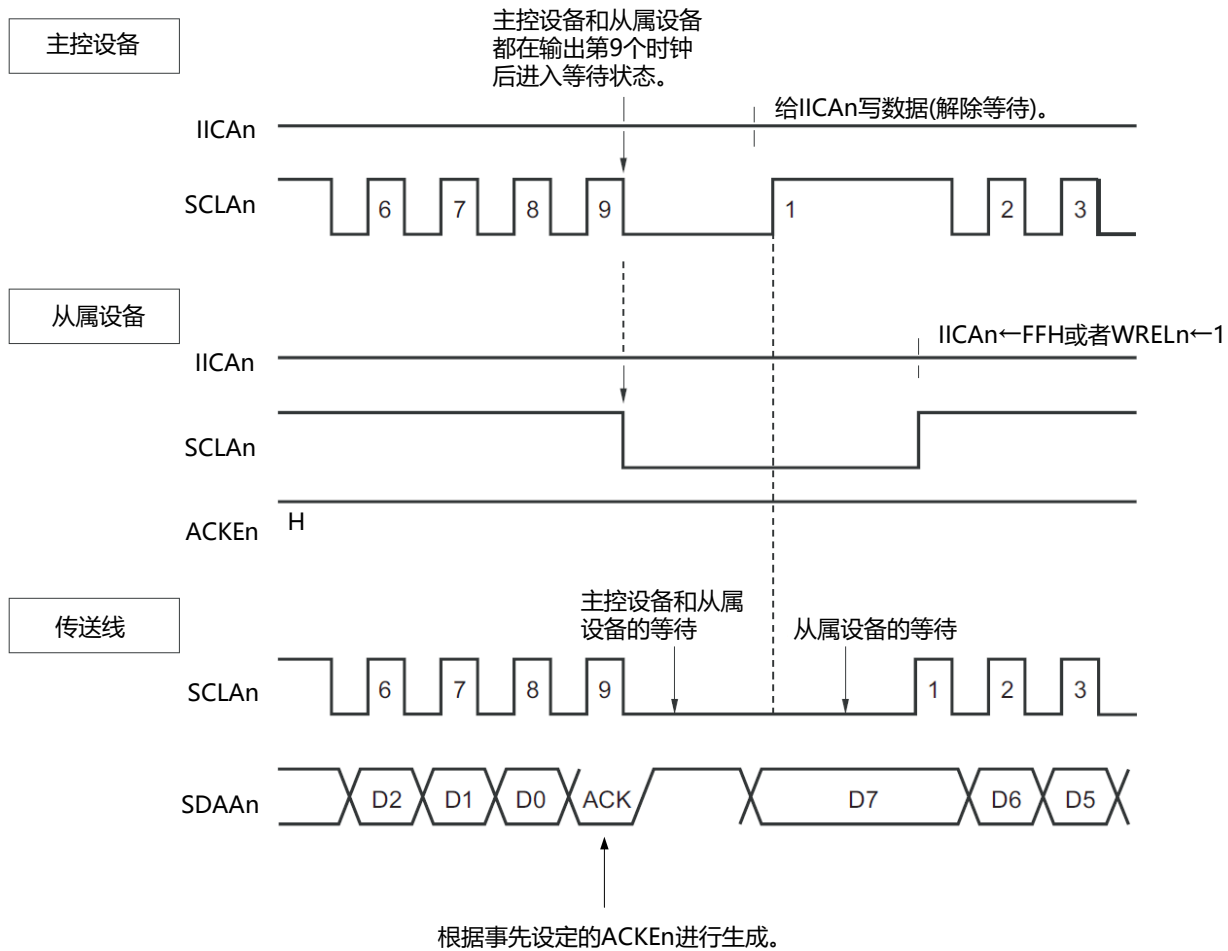 主控设备
主控设备和从属设备
都在输出第9个时钟
后进入等待状态。
给IICAn写数据(解除等待)。
IICAn
SCLAn
6 7 8 9 1 2 3
从属设备
IICAn←FFH或者WRELn←1
IICAn
SCLAn
ACKEn H
传送线
主控设备和从属
设备的等待
从属设备的等待
SCLAn
6 7 8 9 1 2 3
SDAAn
D2 D1 D0 ACK D7 D6 D5
根据事先设定的ACKEn进行生成。